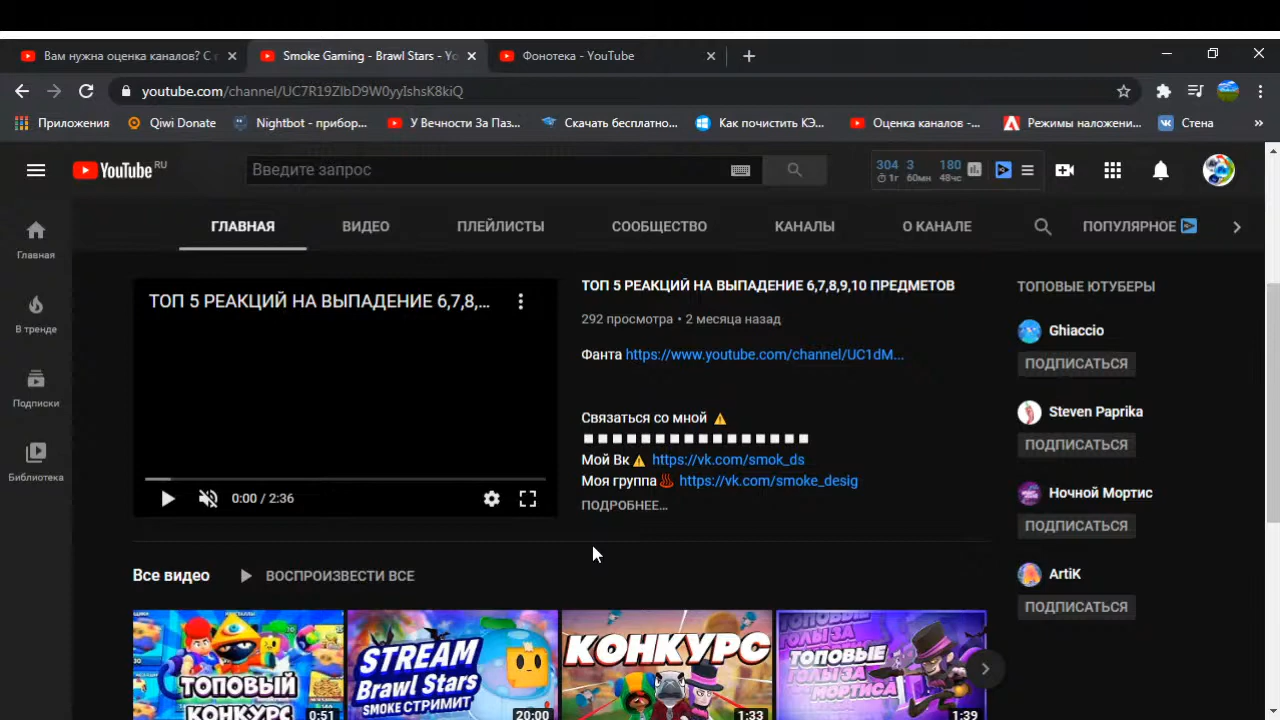 Вам нужна оценка каналов? С
Smoke Gaming - Brawl Stars - Yo
Фонотека - YouTube
youtube.com/channel/UC7R19ZlbD9W0yyIshsK8kiQ
Приложения
Qiwi Donate
Nightbot - прибор...
У Вечности За Паз...
Скачать бесплатно...
Как почистить КЭ...
Оценка каналов -...
Режимы наложени...
Стена
»
YouTube RU
Введите запрос
304 3 180
1г 60мн 48чс
ГЛАВНАЯ
ВИДЕО
ПЛЕЙЛИСТЫ
СООБЩЕСТВО
КАНАЛЫ
О КАНАЛЕ
ПОПУЛЯРНОЕ
Главная
В тренде
Подписки
Библиотека
ТОП 5 РЕАКЦИЙ НА ВЫПАДЕНИЕ 6,7,8,...
0:00 / 2:36
ТОП 5 РЕАКЦИЙ НА ВЫПАДЕНИЕ 6,7,8,9,10 ПРЕДМЕТОВ
292 просмотра • 2 месяца назад
Фанта https://www.youtube.com/channel/UC1dM...
Связаться со мной
Мой Вк https://vk.com/smok_ds
Моя группа https://vk.com/smoke_desig
ПОДРОБНЕЕ...
ТОПОВЫЕ ЮТУБЕРЫ
Ghiaccio
ПОДПИСАТЬСЯ
Steven Paprika
ПОДПИСАТЬСЯ
Ночной Мортис
ПОДПИСАТЬСЯ
ArtiK
ПОДПИСАТЬСЯ
Все видео
ВОСПРОИЗВЕСТИ ВСЕ
ТОПОВЫЙ
КОНКУРС
0:51
STREAM
Brawl Stars
SMOKE СТРИМИТ
20:00
КОНКУРС
1:33
ТОПОВЫЕ
ГОЛЫ ЗА
ТОПОВЫЕ
ГОЛЫ ЗА
МОРТИСА
1:39